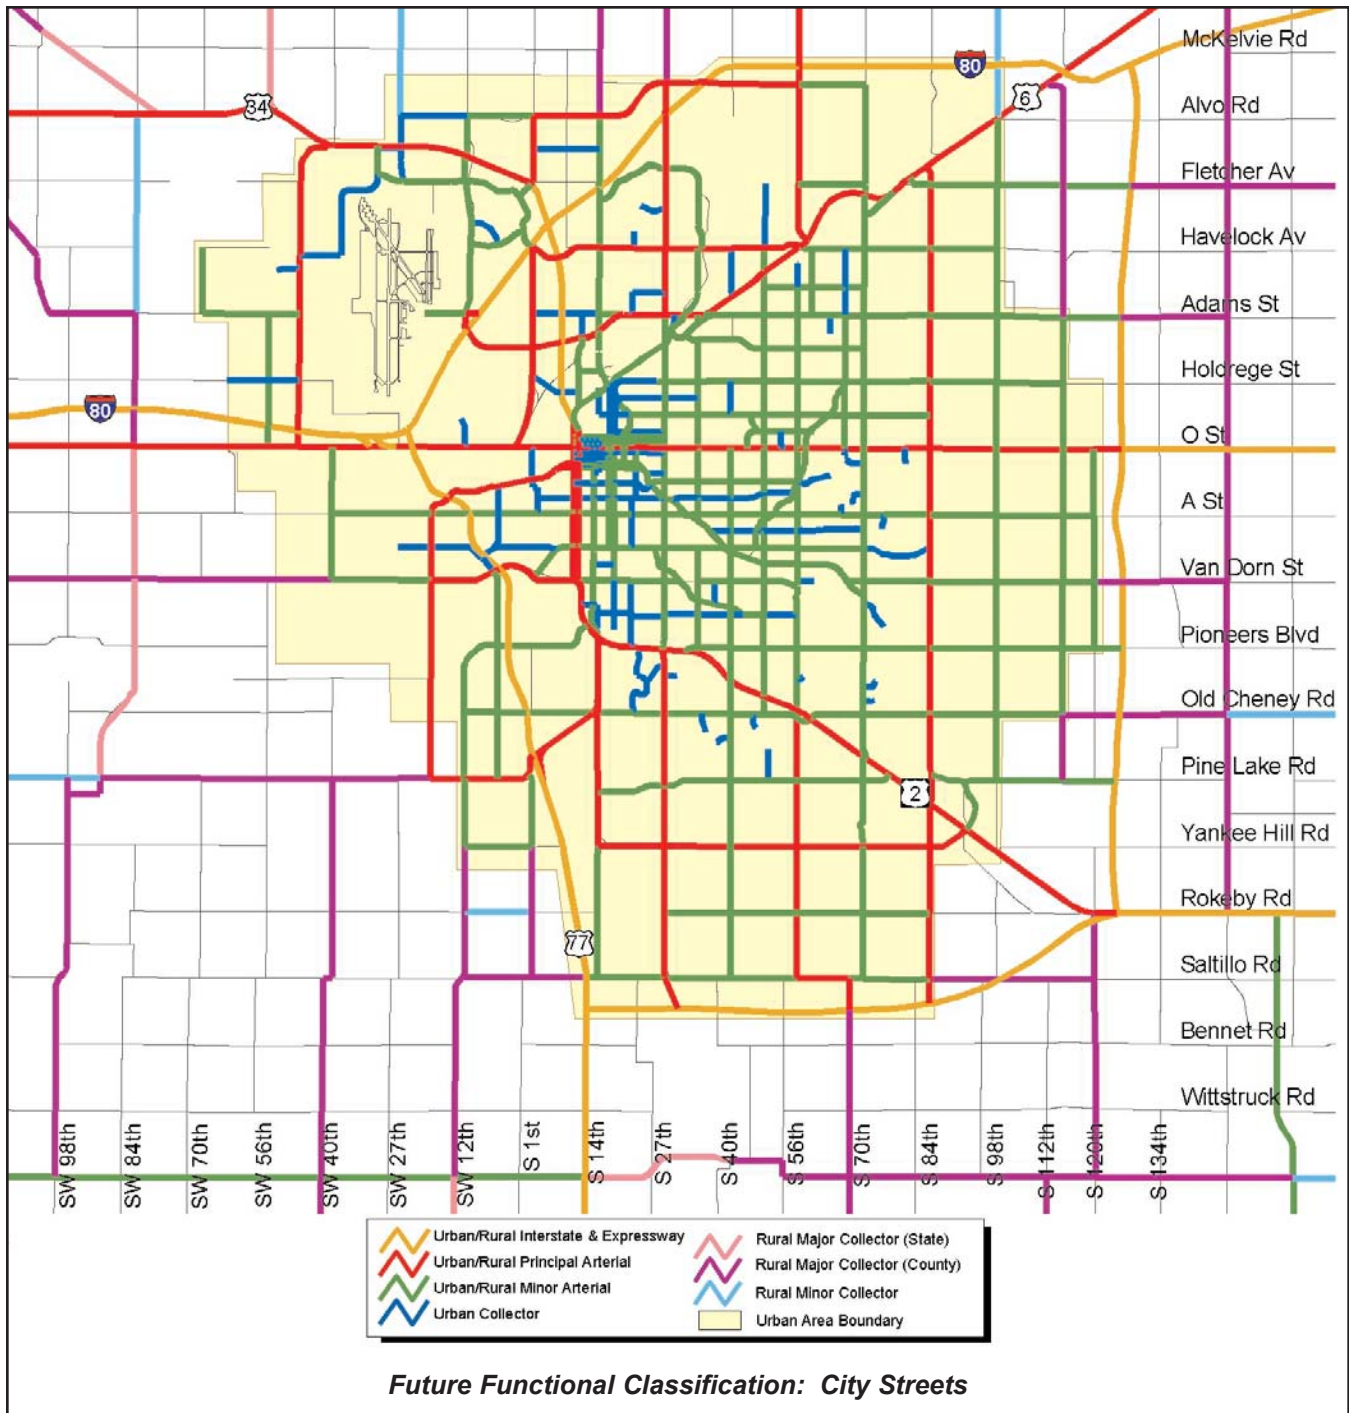 McKelvie Rd
80
6
34
Alvo Rd
Fletcher Av
Havelock Av
Adams St
Holdrege St
80
O St
A St
Van Dorn St
Pioneers Blvd
Old Cheney Rd
Pine Lake Rd
2
Yankee Hill Rd
Rokeby Rd
77
Saltillo Rd
Bennet Rd
Wittstruck Rd
SW 98th
SW 84th
SW 70th
SW 56th
SW 40th
SW 27th
SW 12th
S 1st
S 14th
S 27th
S 40th
S 56th
S 70th
S 84th
S 98th
S 112th
S 120th
S 134th
Urban/Rural Interstate & Expressway
Urban/Rural Principal Arterial
Urban/Rural Minor Arterial
Urban Collector
Rural Major Collector (State)
Rural Major Collector (County)
Rural Minor Collector
Urban Area Boundary
Future Functional Classification: City Streets